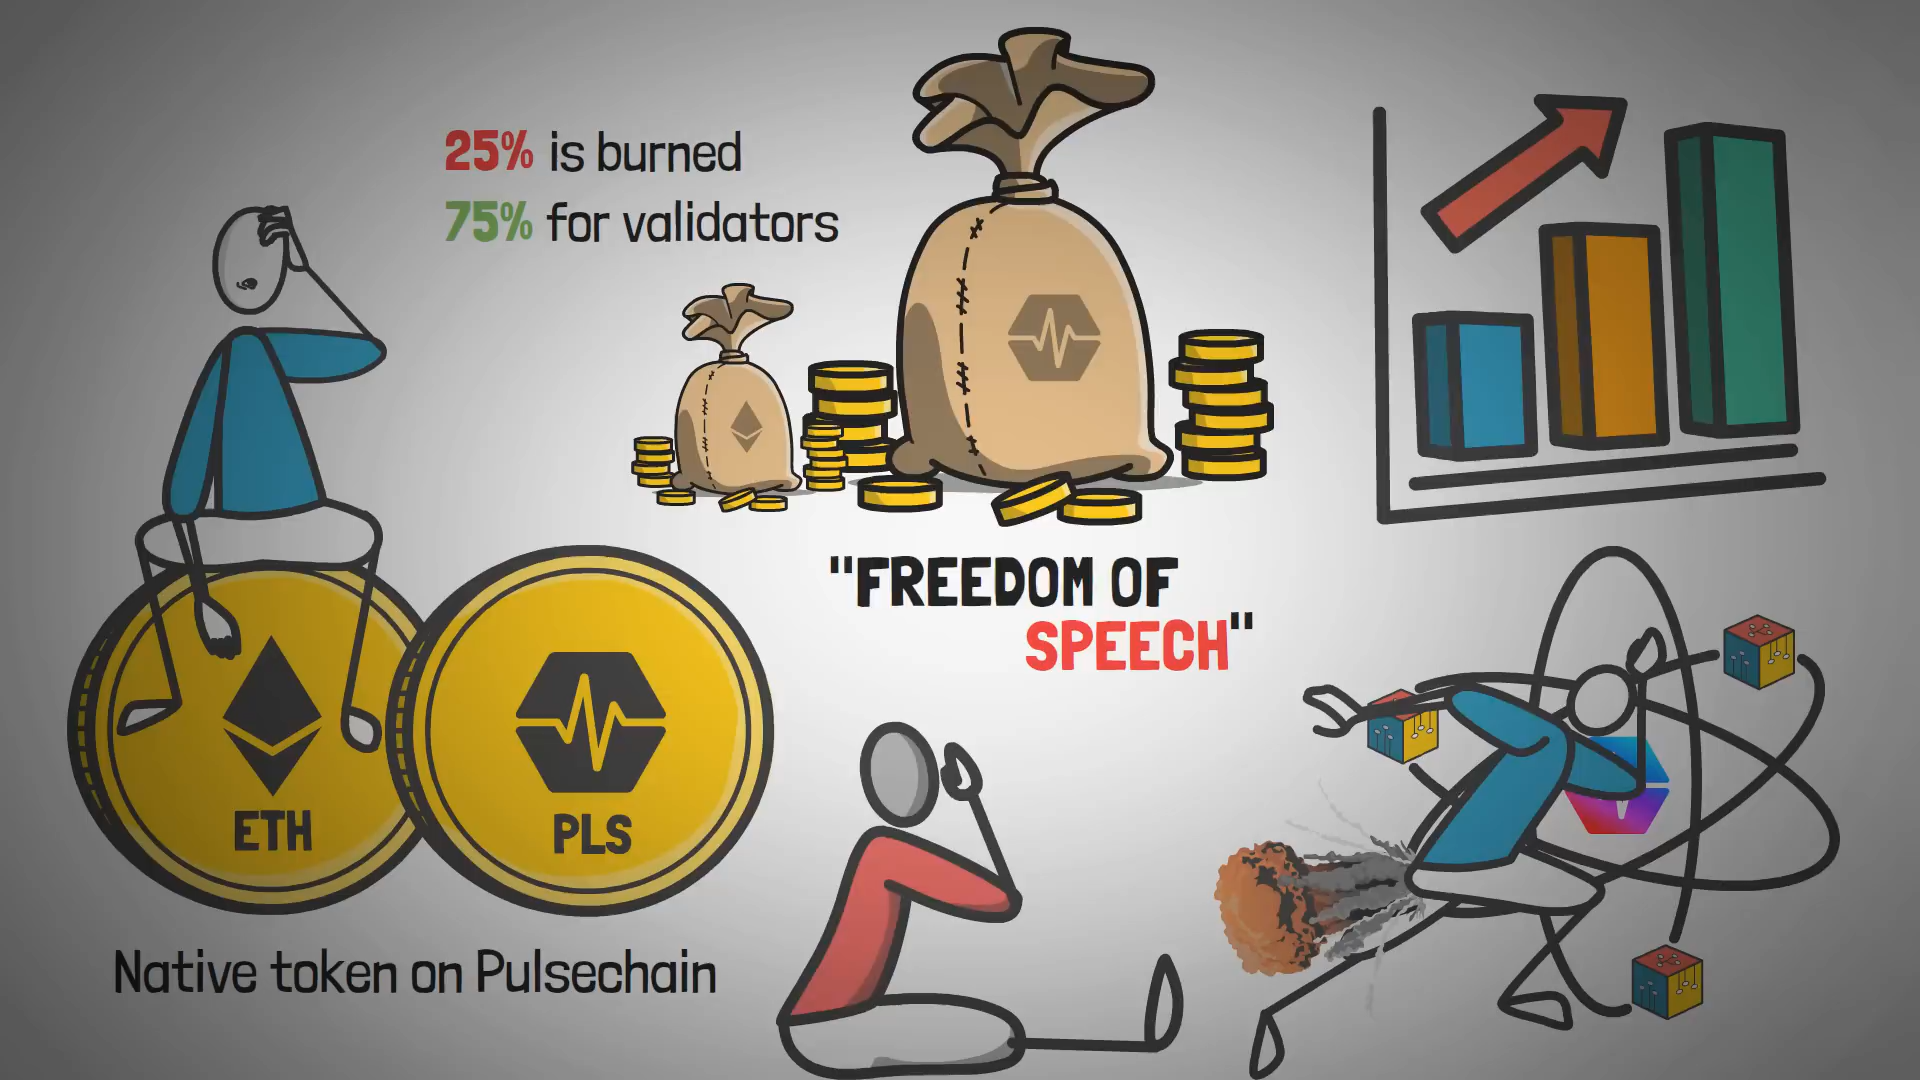 25% is burned
75% for validators
"FREEDOM OF
SPEECH"
ETH
PLS
Native token on Pulsechain